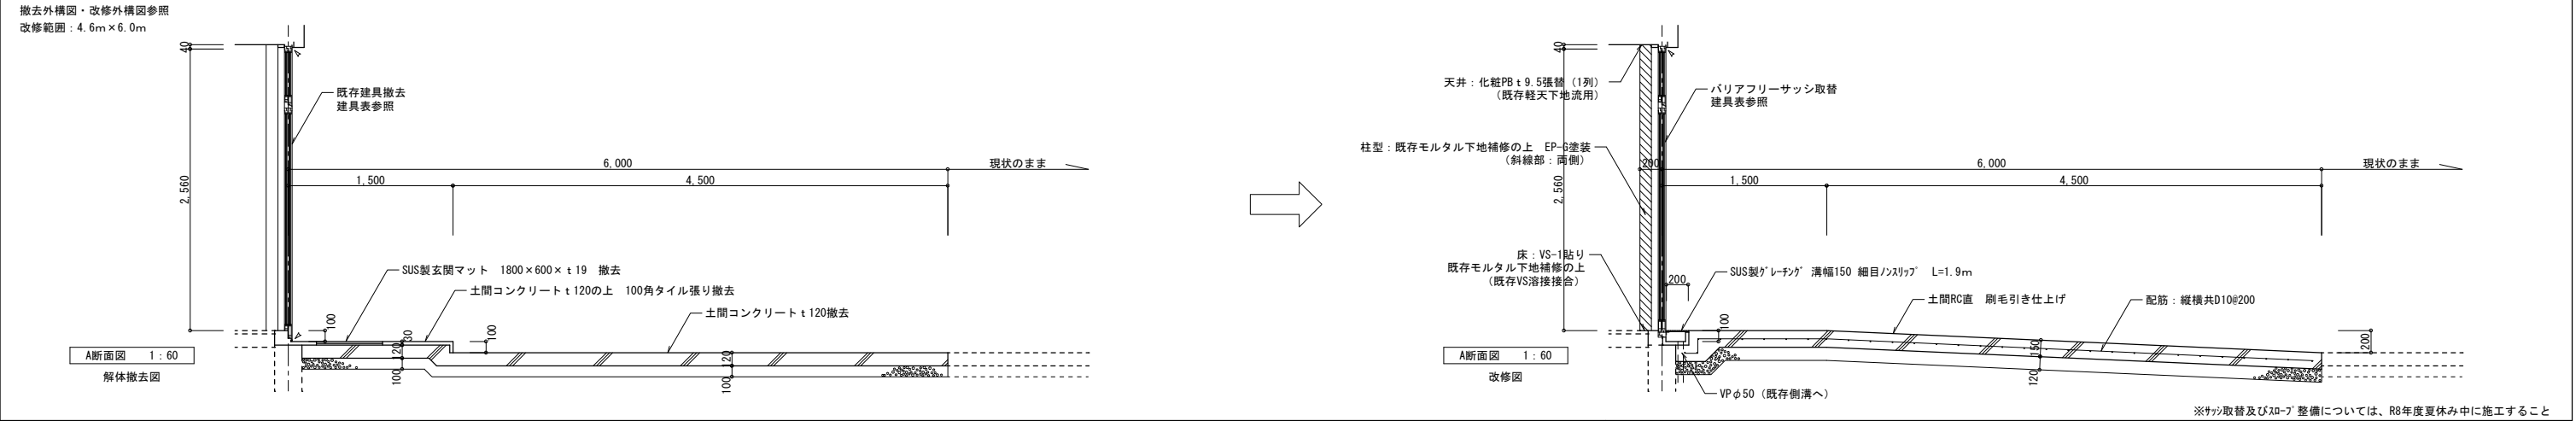 撤去外構図・改修外構図参照
改修範囲：4.6m×6.0m
40
既存建具撤去
建具表参照
6,000
現状のまま
1,500
4,500
2,560
SUS製玄関マット　1800×600×ｔ19　撤去
土間コンクリートｔ120の上　100角タイル張り撤去
土間コンクリートｔ120撤去
100
30
120
100
100
120
100
A断面図　1：60
解体撤去図
40
天井：化粧PBｔ9.5張替（1列）
（既存軽天下地流用）
バリアフリーサッシ取替
建具表参照
柱型：既存モルタル下地補修の上　EP-G塗装
（斜線部：両側）
200
6,000
現状のまま
1,500
4,500
2,560
床：VS-1貼り
既存モルタル下地補修の上
（既存VS溶接接合）
200
SUS製ｸﾞﾚｰﾁﾝｸﾞ 溝幅150 細目ﾉﾝｽﾘｯﾌﾟ　L=1.9m
土間RC直　刷毛引き仕上げ
配筋：縦横共D10@200
100
150
120
200
A断面図　1：60
改修図
VPφ50（既存側溝へ）
※ｻｯｼ取替及びｽﾛｰﾌﾟ整備については、R8年度夏休み中に施工すること